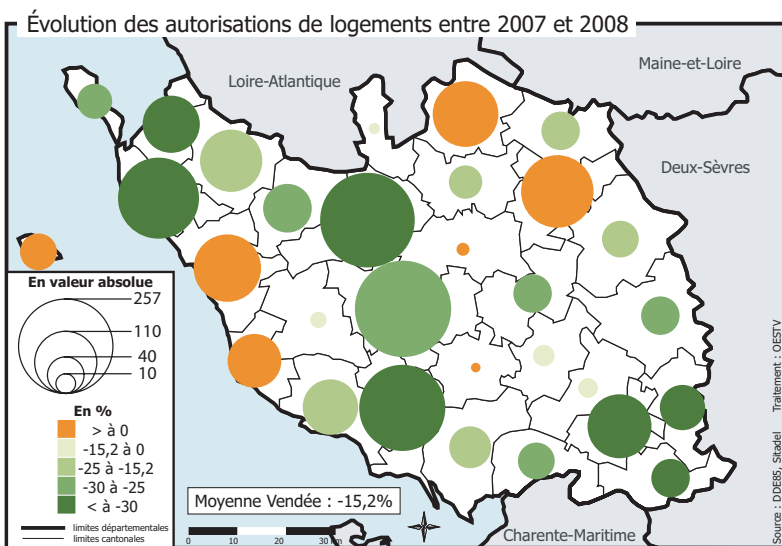 Évolution des autorisations de logements entre 2007 et 2008
Maine-et-Loire
Loire-Atlantique
Deux-Sèvres
En valeur absolue
257
110
40
10
En %
> à 0
-15,2 à 0
-25 à -15,2
-30 à -25
< à -30
limites départementales
limites cantonales
Moyenne Vendée : -15,2%
0 10 20 30 km
Charente-Maritime
Source : DDE85, Sitadel Traitement : OESTV